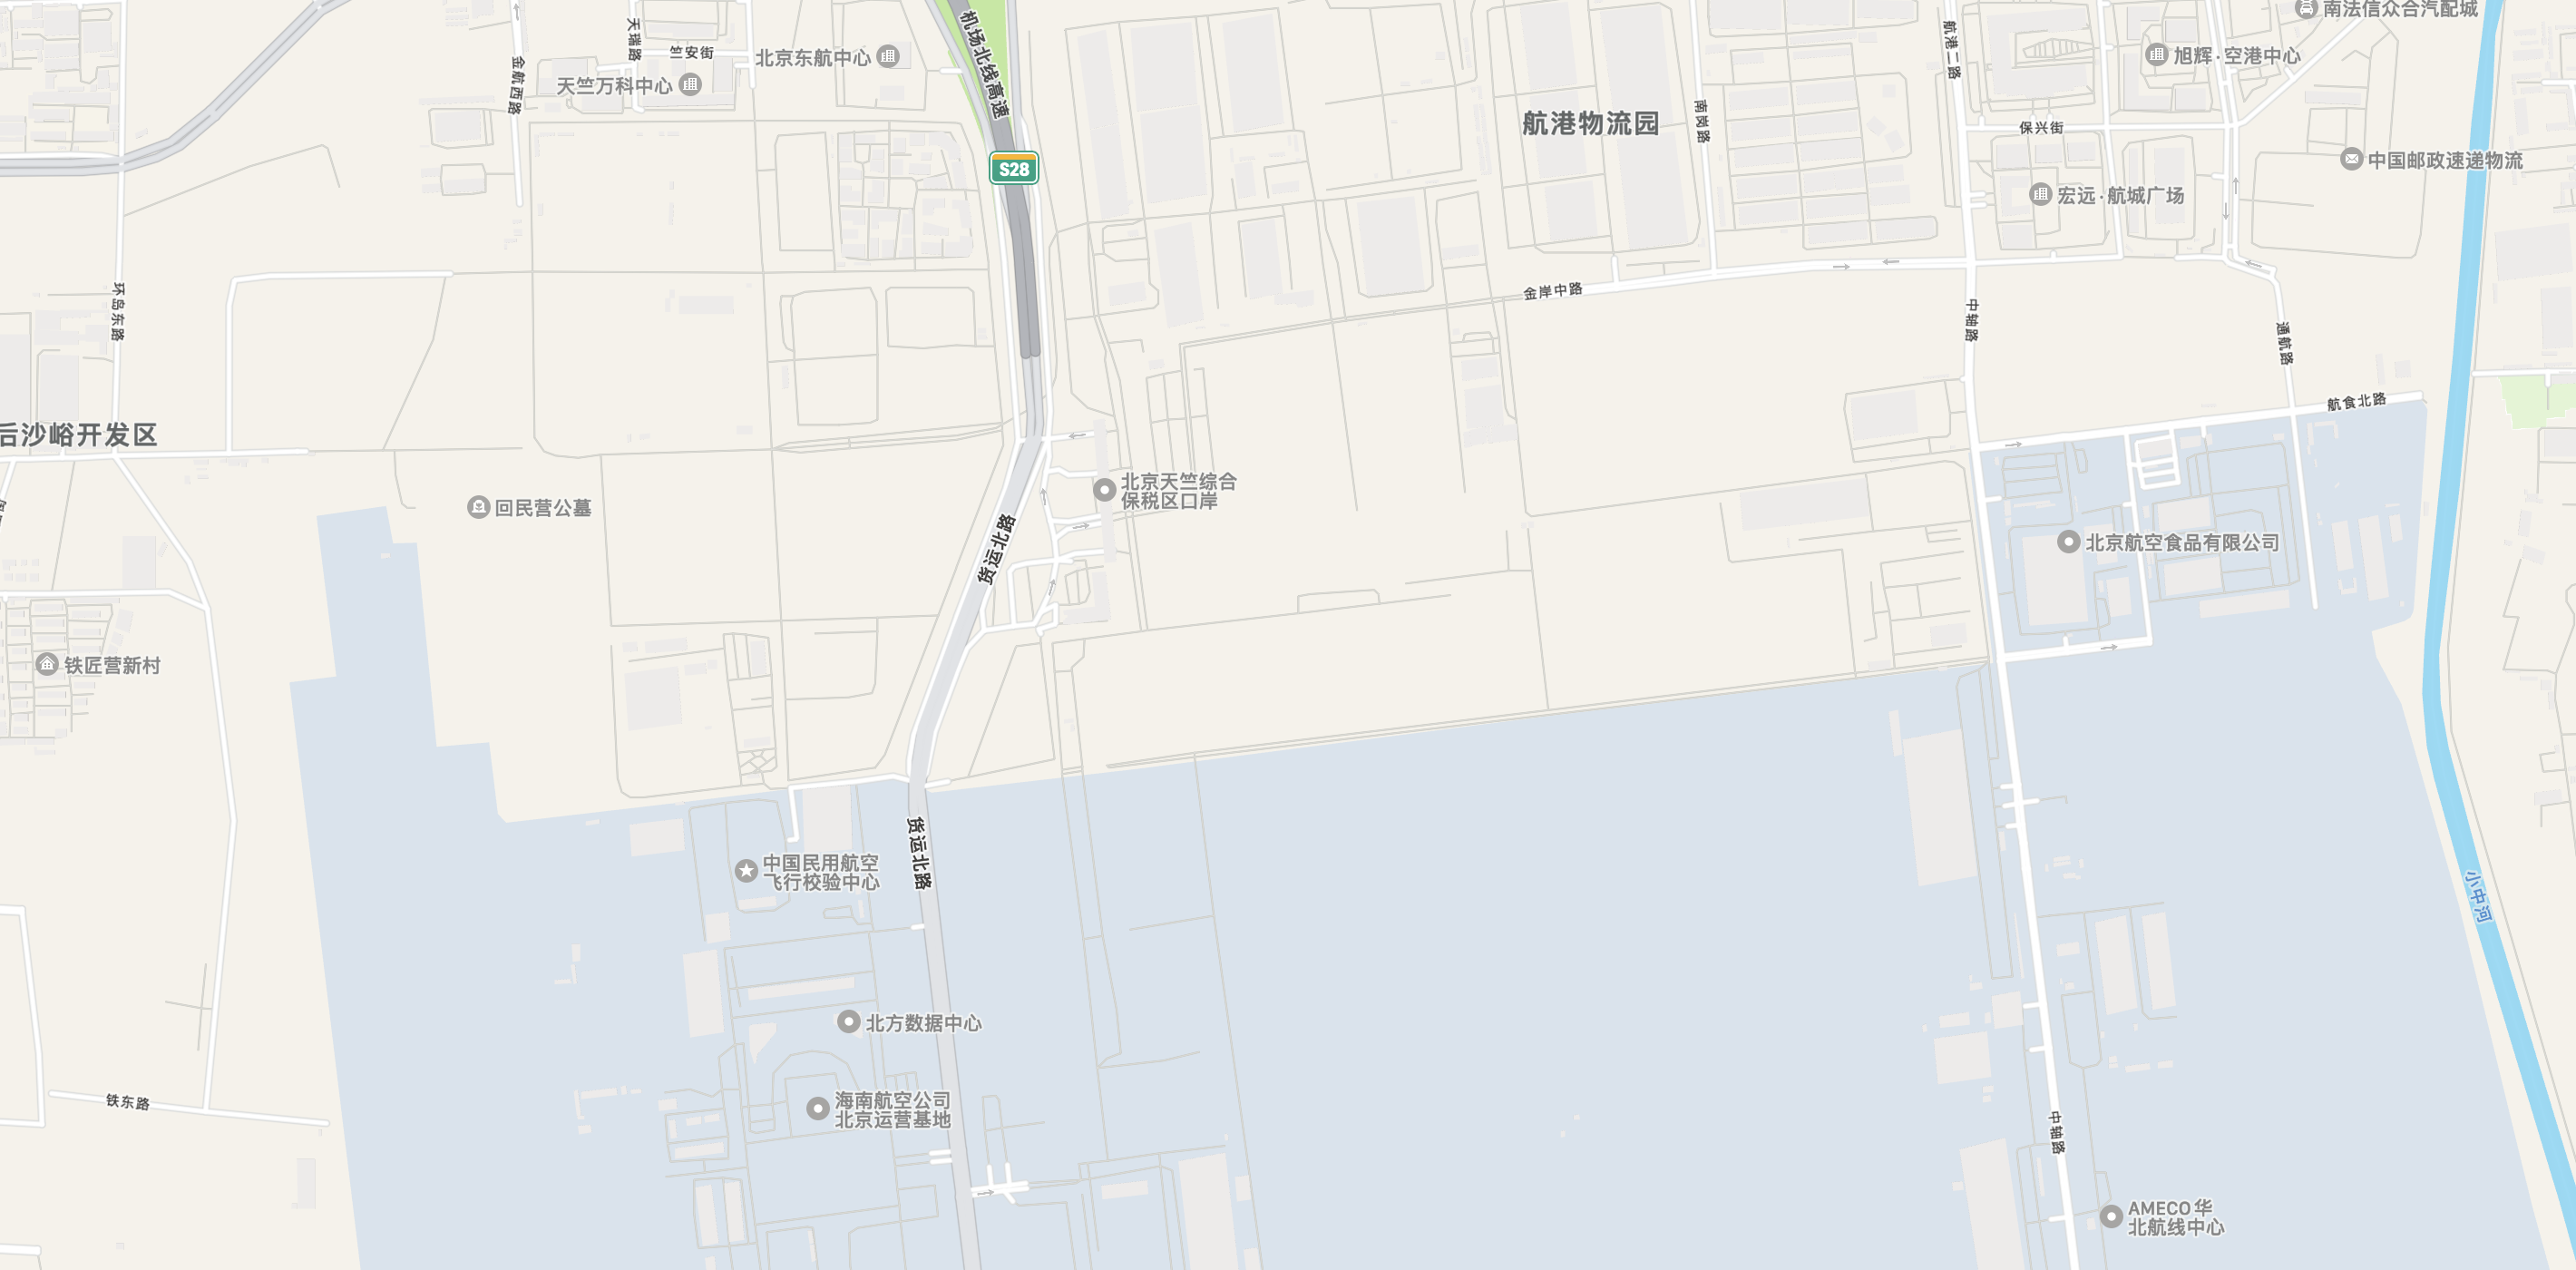 南法信众合汽配城
机场北线高速
天瑞路
竺安街
北京东航中心
航港二路
旭辉·空港中心
金航西路
天竺万科中心
航港物流园
南岗路
保兴街
中国邮政速递物流
S28
宏远·航城广场
环岛东路
金岸中路
中轴路
通航路
航食北路
后沙峪开发区
北京天竺综合
保税区口岸
回民营公墓
货运北路
北京航空食品有限公司
铁匠营新村
中国民用航空
飞行校验中心
货运北路
小中河
北方数据中心
铁东路
海南航空公司
北京运营基地
中轴路
AMECO华
北航线中心